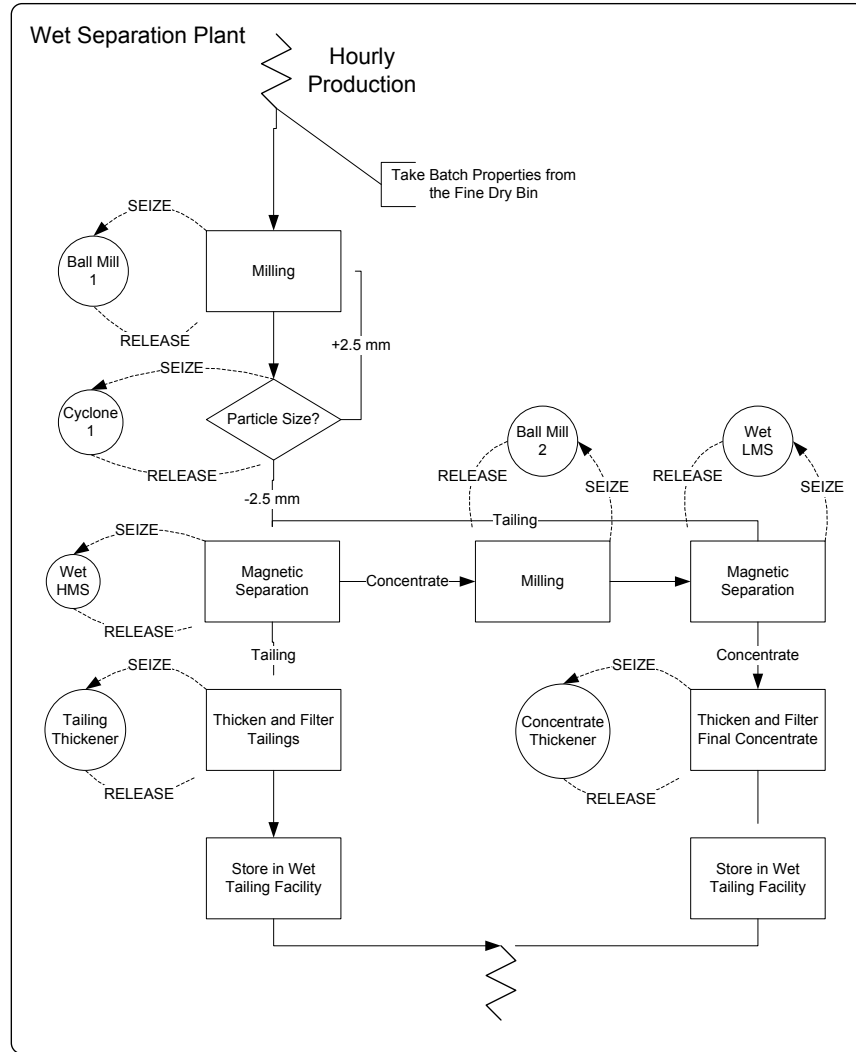 Wet Separation Plant
Hourly
Production
Take Batch Properties from
the Fine Dry Bin
SEIZE
Ball Mill
1
Milling
RELEASE
+2.5 mm
SEIZE
Cyclone
1
Particle Size?
RELEASE
-2.5 mm
Ball Mill
2
RELEASE
SEIZE
Wet
LMS
RELEASE
SEIZE
Tailing
SEIZE
Wet
HMS
RELEASE
Magnetic
Separation
Concentrate
Milling
Magnetic
Separation
Tailing
Concentrate
SEIZE
Tailing
Thickener
RELEASE
Thicken and Filter
Tailings
SEIZE
Concentrate
Thickener
RELEASE
Thicken and Filter
Final Concentrate
Store in Wet
Tailing Facility
Store in Wet
Tailing Facility